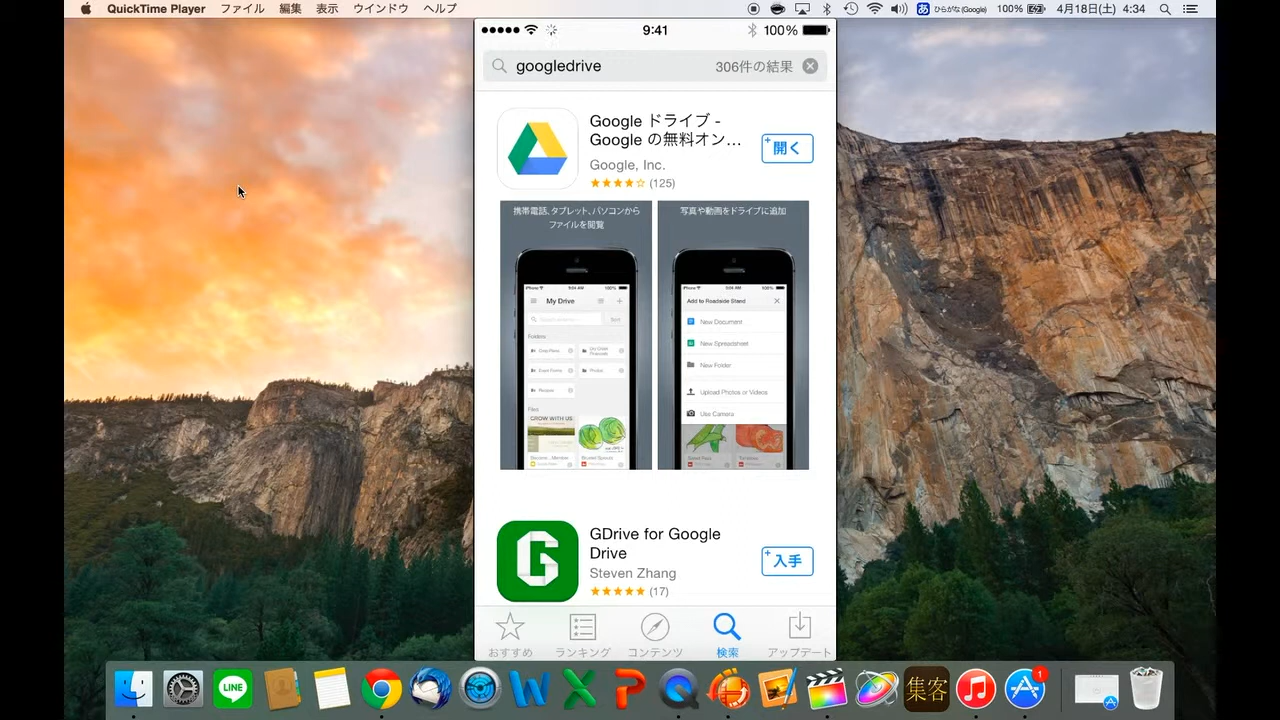 QuickTime Player ファイル 編集 表示 ウインドウ ヘルプ
あ ひらがな (Google) 100% 4月18日(土) 4:34
9:41 100%
googledrive 306件の結果
Google ドライブ -
Google の無料オン…
Google, Inc.
(125)
開く
携帯電話、タブレット、パソコンから
ファイルを閲覧
写真や動画をドライブに追加
My Drive
Folders
Files
GROW WITH US
Add to Roadside Stand
New Document
New Spreadsheet
New Folder
Upload Photos or Videos
Use Camera
G
GDrive for Google
Drive
Steven Zhang
(17)
入手
おすすめ ランキング コンテンツ 検索 アップデート
LINE
W X P Q
集客
1